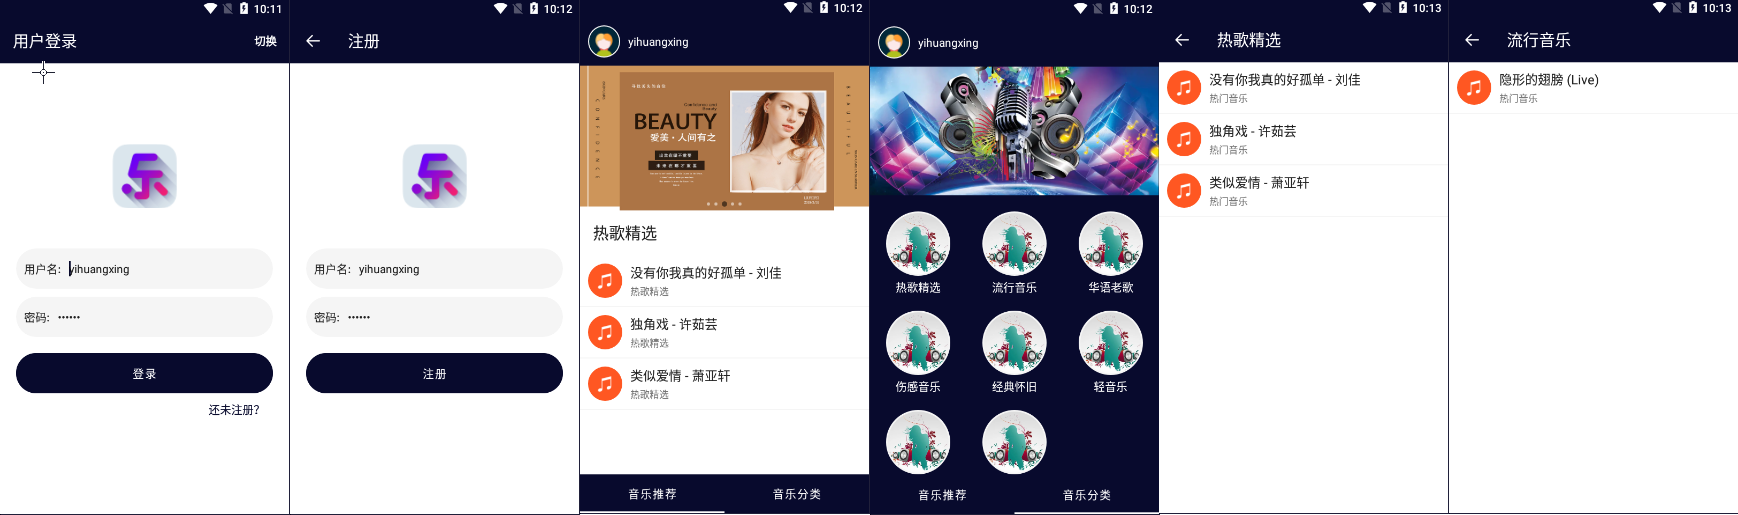 10:11
用户登录
切换
乐
用户名: yihuangxing
密码: ••••••
登录
还未注册?
10:12
注册
乐
用户名: yihuangxing
密码: ••••••
注册
10:12
yihuangxing
CONFIDENCE
BEAUTY
爱美·人间有之
BEAUTIFUL
热歌精选
没有你我真的好孤单 - 刘佳
热歌精选
独角戏 - 许茹芸
热歌精选
类似爱情 - 萧亚轩
热歌精选
音乐推荐
音乐分类
10:12
yihuangxing
热歌精选
流行音乐
华语老歌
伤感音乐
经典怀旧
轻音乐
音乐推荐
音乐分类
10:13
热歌精选
没有你我真的好孤单 - 刘佳
热门音乐
独角戏 - 许茹芸
热门音乐
类似爱情 - 萧亚轩
热门音乐
10:13
流行音乐
隐形的翅膀 (Live)
热门音乐